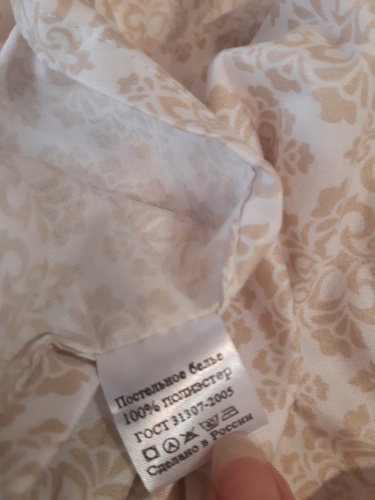 Постельное белье
100% полиэстер
ГОСТ 31307-2005
Сделано в России